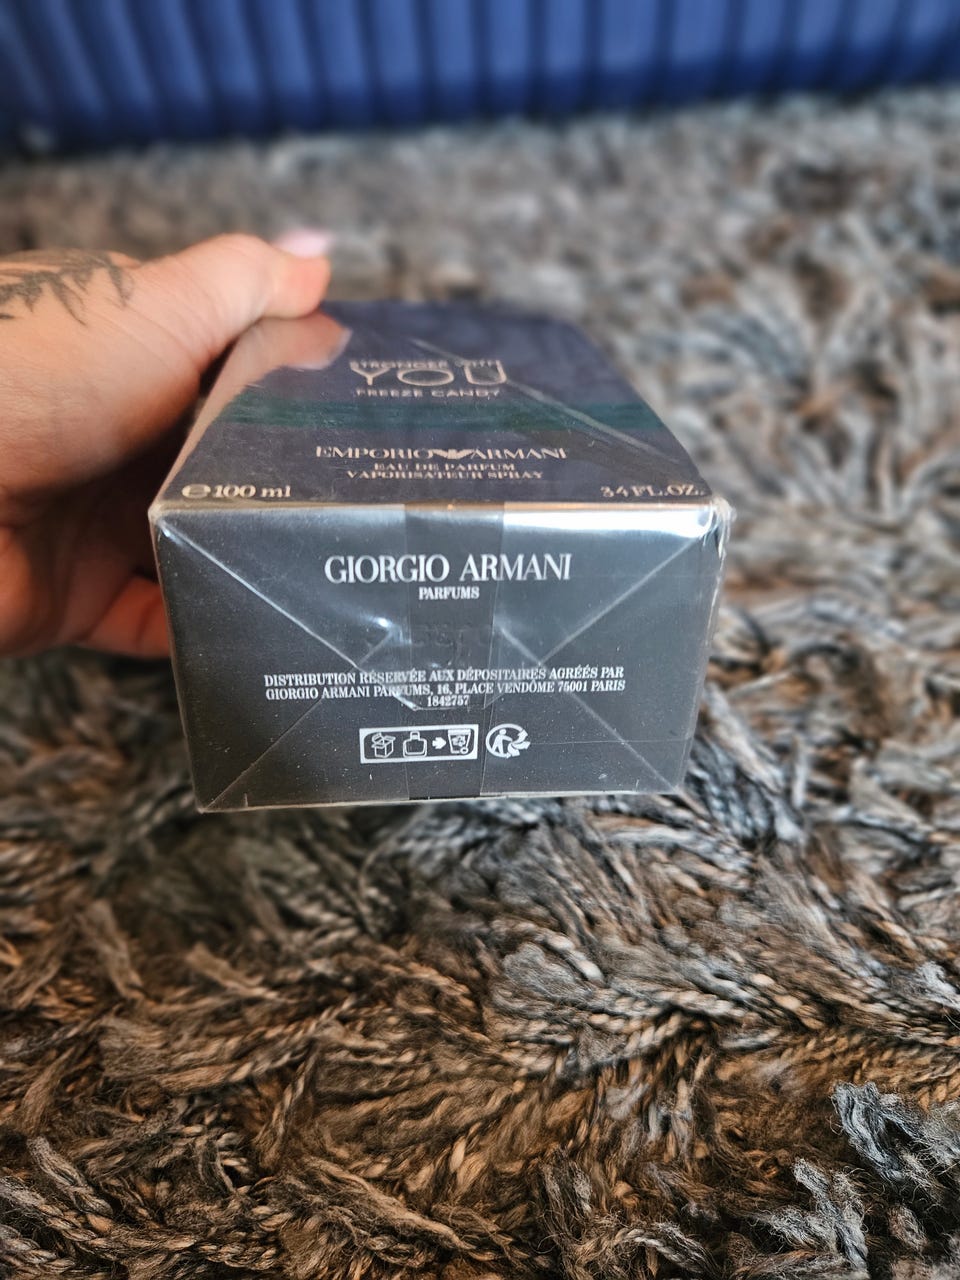 STRONGER WITH
YOU
FREEZE CANDY
EMPORIO ARMANI
EAU DE PARFUM
VAPORISATEUR SPRAY
℮ 100 ml 3.4 FL.OZ.
GIORGIO ARMANI
PARFUMS
DISTRIBUTION RÉSERVÉE AUX DÉPOSITAIRES AGRÉÉS PAR
GIORGIO ARMANI PARFUMS, 16, PLACE VENDÔME 75001 PARIS
1842757